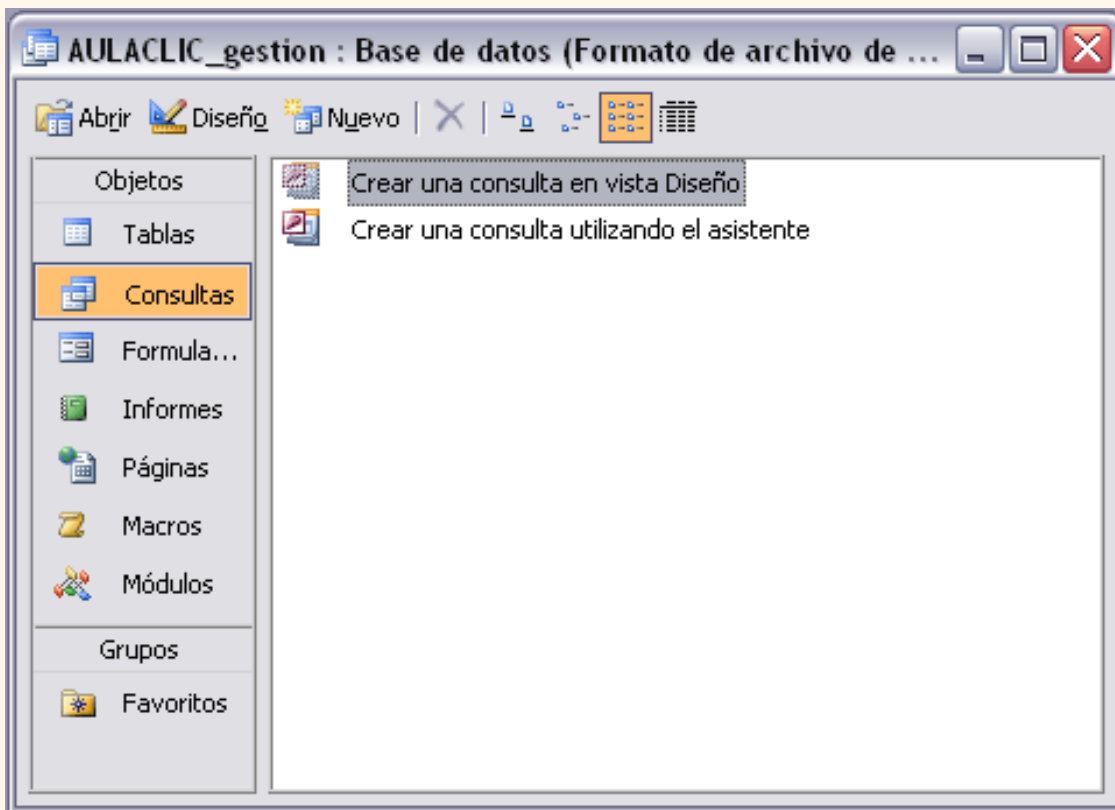 AULACLIC_gestion : Base de datos (Formato de archivo de ...
Abrir Diseño Nuevo
Objetos
Tablas
Consultas
Formula...
Informes
Páginas
Macros
Módulos
Grupos
Favoritos
Crear una consulta en vista Diseño
Crear una consulta utilizando el asistente